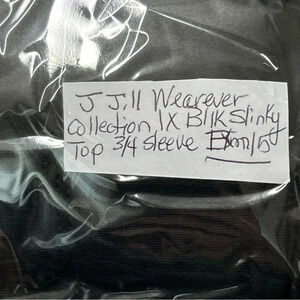 J Jill Wearever
Collection 1X Blk Slinky
Top 3/4 sleeve